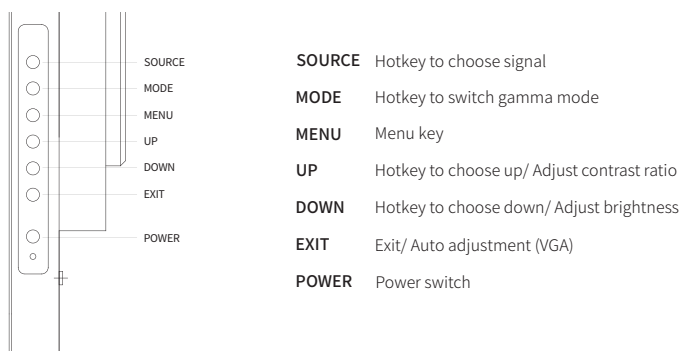 SOURCE
MODE
MENU
UP
DOWN
EXIT
POWER
SOURCE Hotkey to choose signal
MODE Hotkey to switch gamma mode
MENU Menu key
UP Hotkey to choose up/ Adjust contrast ratio
DOWN Hotkey to choose down/ Adjust brightness
EXIT Exit/ Auto adjustment (VGA)
POWER Power switch